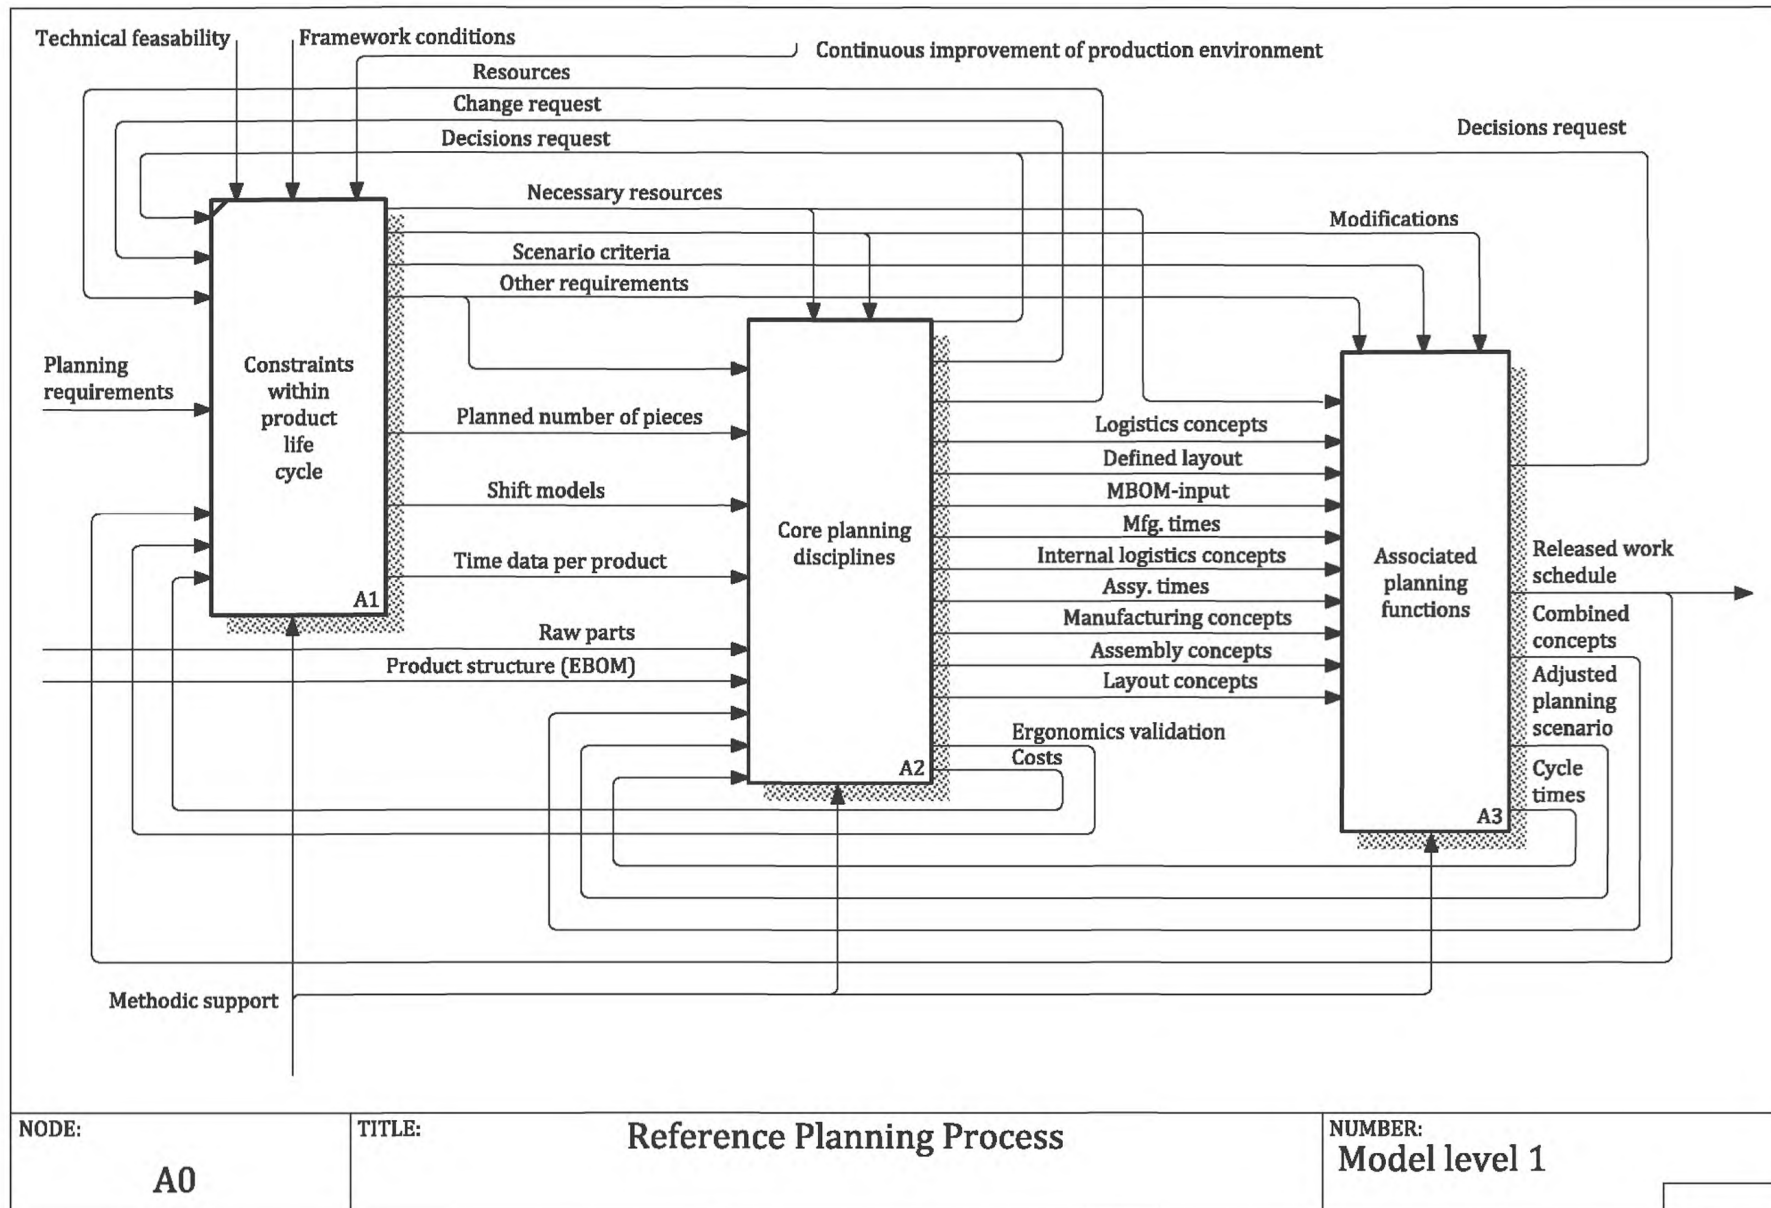 Technical feasability
Framework conditions
Continuous improvement of production environment
Resources
Change request
Decisions request
Decisions request
Necessary resources
Modifications
Scenario criteria
Other requirements
Planning
requirements
Constraints
within
product
life
cycle
A1
Planned number of pieces
Shift models
Time data per product
Raw parts
Product structure (EBOM)
Core planning
disciplines
A2
Logistics concepts
Defined layout
MBOM-input
Mfg. times
Internal logistics concepts
Assy. times
Manufacturing concepts
Assembly concepts
Layout concepts
Ergonomics validation
Costs
Associated
planning
functions
A3
Released work
schedule
Combined
concepts
Adjusted
planning
scenario
Cycle
times
Methodic support
NODE:
A0
TITLE:
Reference Planning Process
NUMBER:
Model level 1